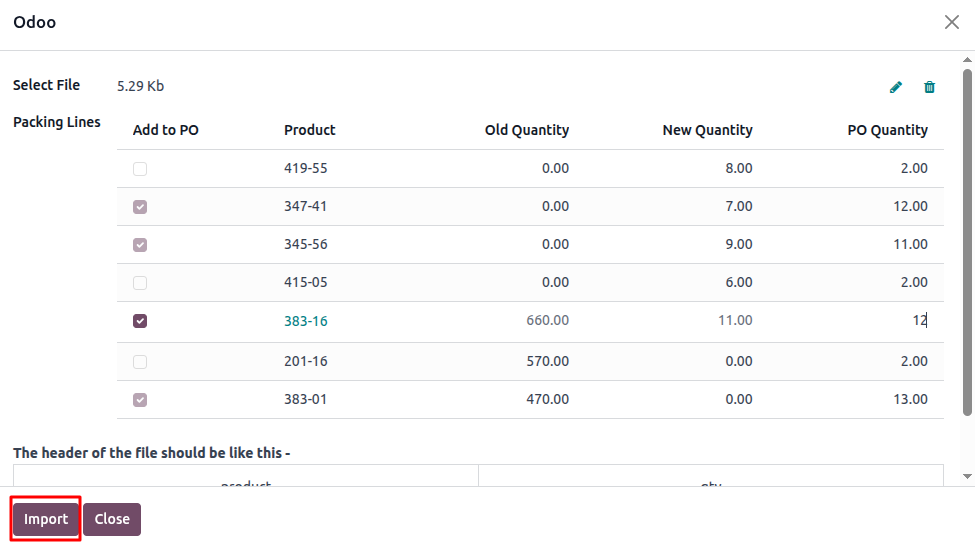 Odoo
Select File 5.29 Kb
Packing Lines
Add to PO Product Old Quantity New Quantity PO Quantity
419-55 0.00 8.00 2.00
347-41 0.00 7.00 12.00
345-56 0.00 9.00 11.00
415-05 0.00 6.00 2.00
383-16 660.00 11.00 12
201-16 570.00 0.00 2.00
383-01 470.00 0.00 13.00
The header of the file should be like this -
product qty
Import Close